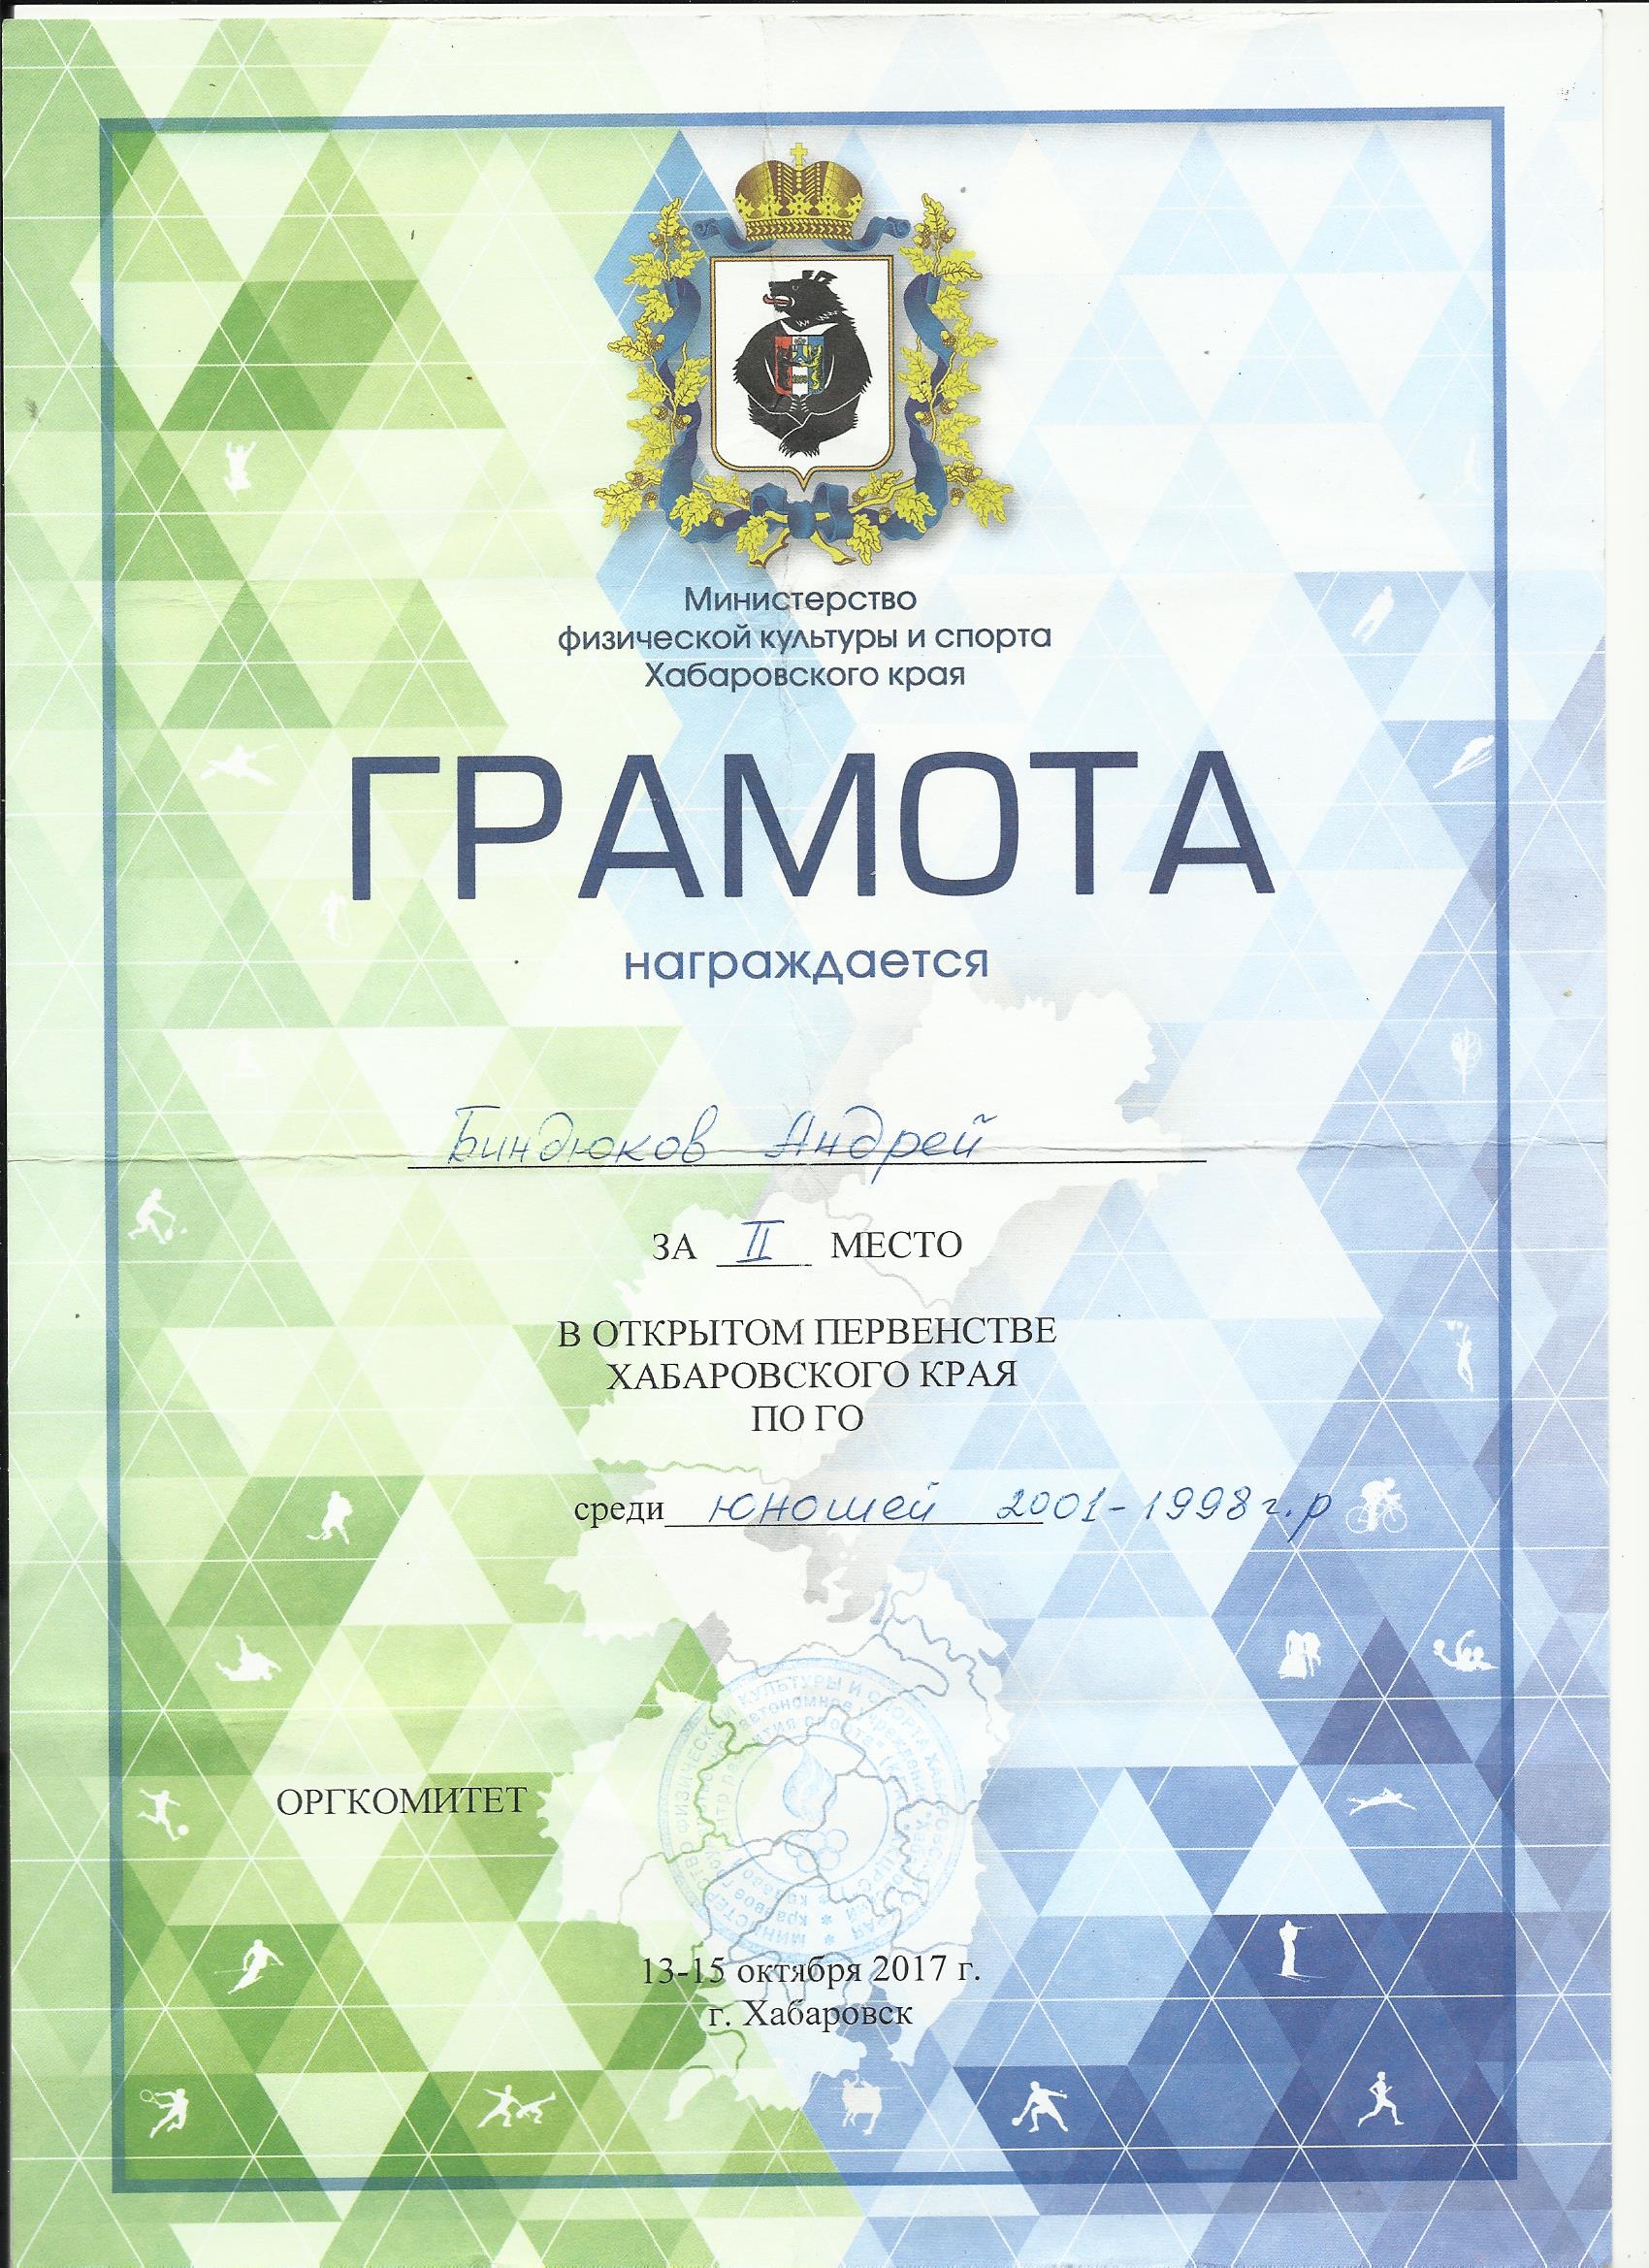 Министерство
физической культуры и спорта
Хабаровского края
ГРАМОТА
награждается
Биндюков Андрей
ЗА II МЕСТО
В ОТКРЫТОМ ПЕРВЕНСТВЕ
ХАБАРОВСКОГО КРАЯ
ПО ГО
среди юношей 2001-1998 г.р
ОРГКОМИТЕТ
13-15 октября 2017 г.
г. Хабаровск